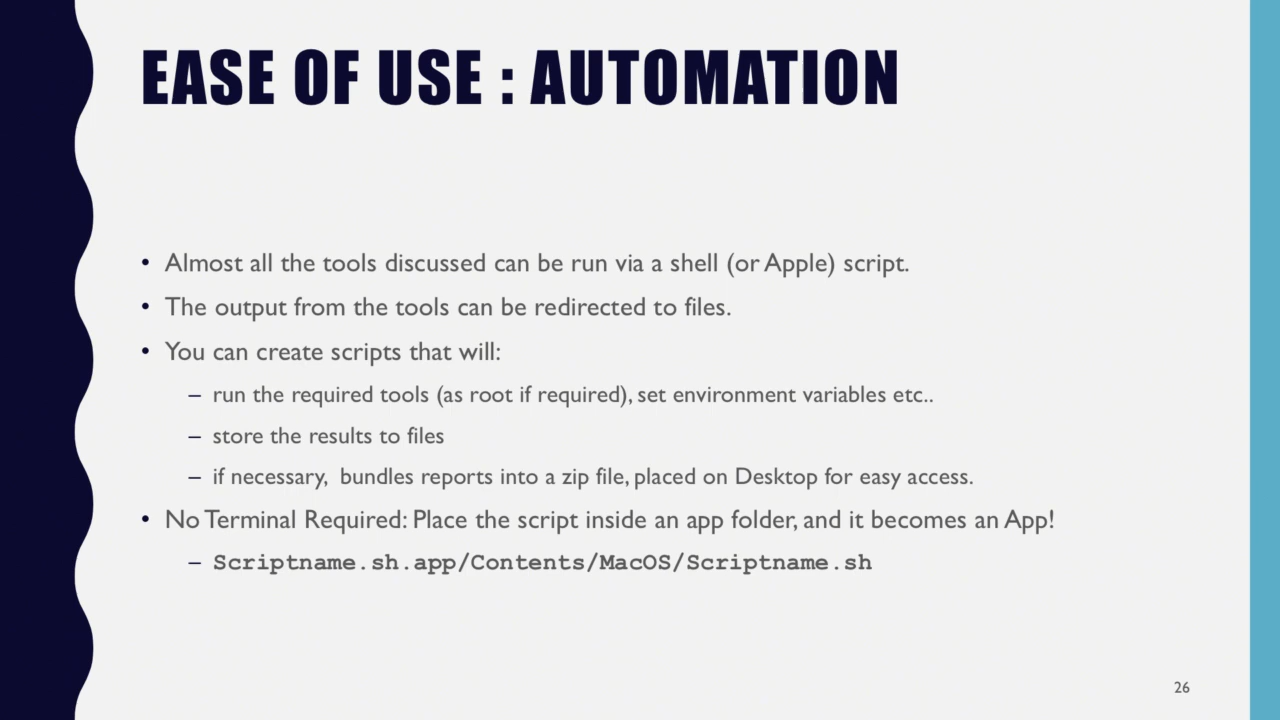 EASE OF USE : AUTOMATION
• Almost all the tools discussed can be run via a shell (or Apple) script.
• The output from the tools can be redirected to files.
• You can create scripts that will:
– run the required tools (as root if required), set environment variables etc..
– store the results to files
– if necessary,  bundles reports into a zip file, placed on Desktop for easy access.
• No Terminal Required: Place the script inside an app folder, and it becomes an App!
– Scriptname.sh.app/Contents/MacOS/Scriptname.sh
26